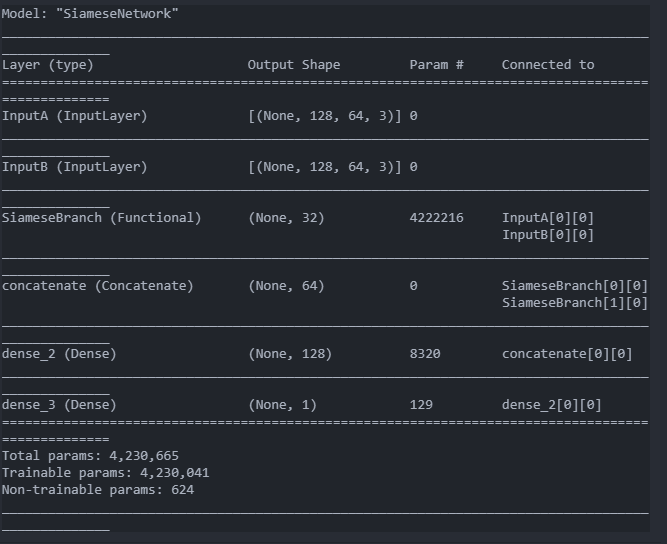 Model: "SiameseNetwork"
__________________________________________________________________________________________________
Layer (type)                    Output Shape         Param #     Connected to
==================================================================================================
InputA (InputLayer)             [(None, 128, 64, 3)] 0
__________________________________________________________________________________________________
InputB (InputLayer)             [(None, 128, 64, 3)] 0
__________________________________________________________________________________________________
SiameseBranch (Functional)      (None, 32)           4222216     InputA[0][0]
                                                                 InputB[0][0]
__________________________________________________________________________________________________
concatenate (Concatenate)       (None, 64)           0           SiameseBranch[0][0]
                                                                 SiameseBranch[1][0]
__________________________________________________________________________________________________
dense_2 (Dense)                 (None, 128)          8320        concatenate[0][0]
__________________________________________________________________________________________________
dense_3 (Dense)                 (None, 1)            129         dense_2[0][0]
==================================================================================================
Total params: 4,230,665
Trainable params: 4,230,041
Non-trainable params: 624
__________________________________________________________________________________________________